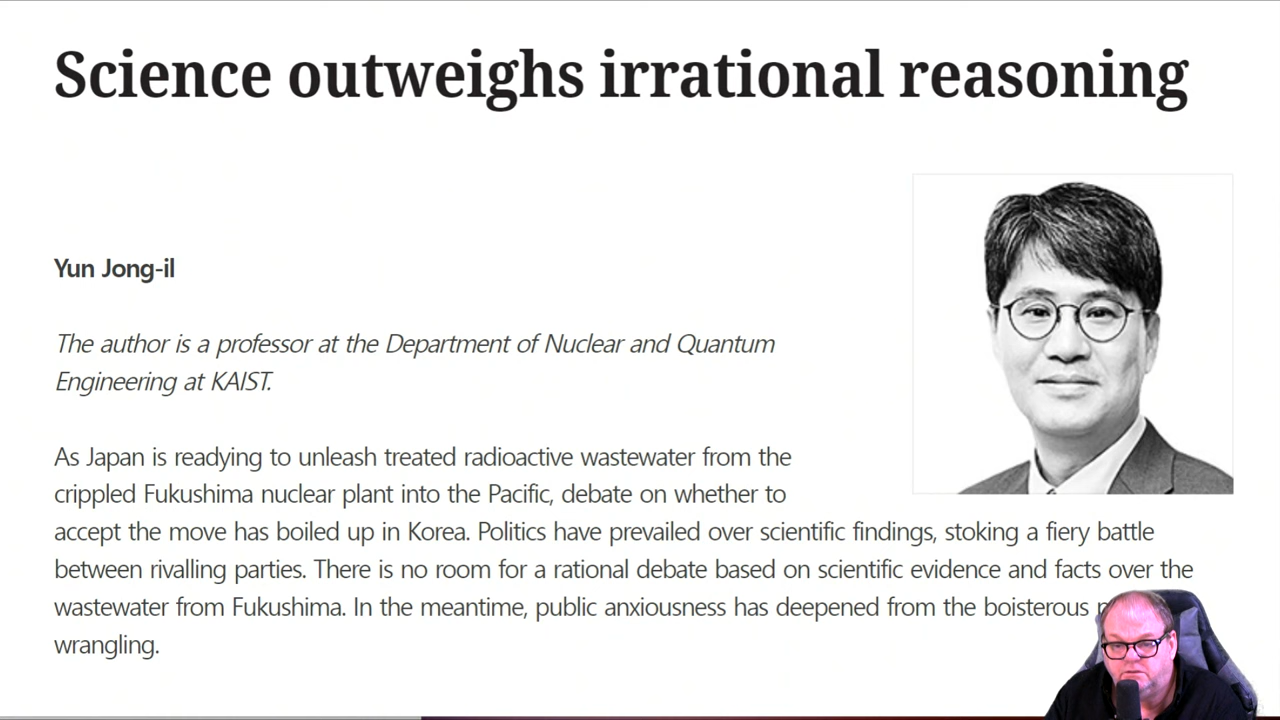 Science outweighs irrational reasoning
Yun Jong-il
The author is a professor at the Department of Nuclear and Quantum
Engineering at KAIST.
As Japan is readying to unleash treated radioactive wastewater from the
crippled Fukushima nuclear plant into the Pacific, debate on whether to
accept the move has boiled up in Korea. Politics have prevailed over scientific findings, stoking a fiery battle
between rivalling parties. There is no room for a rational debate based on scientific evidence and facts over the
wastewater from Fukushima. In the meantime, public anxiousness has deepened from the boisterous
wrangling.